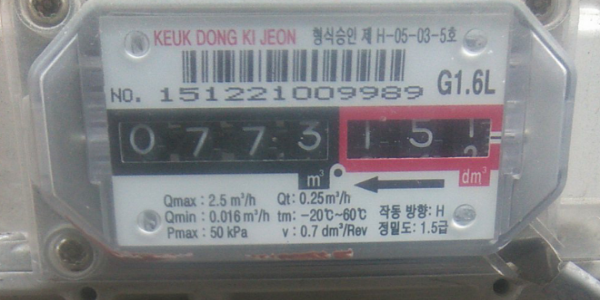 KEUK DONG KI JEON 형식승인 제 H-05-03-5호
NO. 151221009989 G1.6L
0773 151
m³ dm³
Qmax : 2.5 m³/h Qt: 0.25m³/h
Qmin : 0.016 m³/h tm: -20℃~60℃ 작동 방향: H
Pmax : 50 kPa v : 0.7 dm³/Rev 정밀도: 1.5급